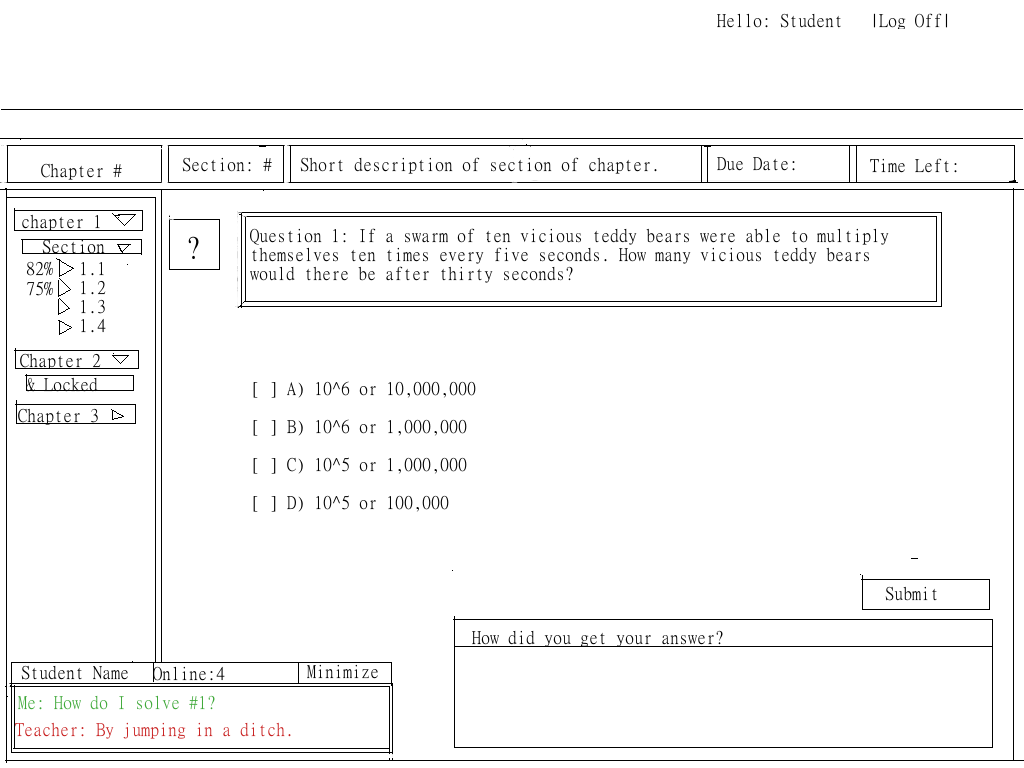 Hello: Student |Log Off|
Chapter # Section: # Short description of section of chapter. Due Date: Time Left:
chapter 1
Section
82% 1.1
75% 1.2
1.3
1.4
Chapter 2
& Locked
Chapter 3
?
Question 1: If a swarm of ten vicious teddy bears were able to multiply
themselves ten times every five seconds. How many vicious teddy bears
would there be after thirty seconds?
[ ] A) 10^6 or 10,000,000
[ ] B) 10^6 or 1,000,000
[ ] C) 10^5 or 1,000,000
[ ] D) 10^5 or 100,000
Submit
How did you get your answer?
Student Name Online:4 Minimize
Me: How do I solve #1?
Teacher: By jumping in a ditch.